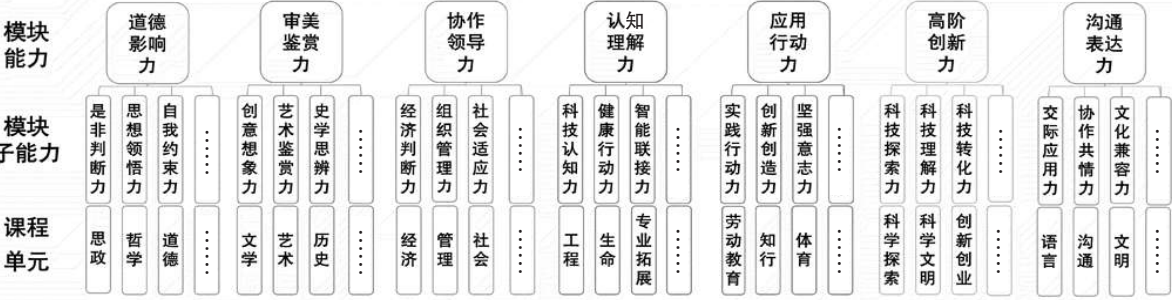 模块能力
道德影响力
审美鉴赏力
协作领导力
认知理解力
应用行动力
高阶创新力
沟通表达力
模块子能力
是非判断力
思想领悟力
自我约束力
……
创意想象力
艺术鉴赏力
史学思辨力
……
经济判断力
组织管理力
社会适应力
……
科技认知力
健康行动力
智能联接力
……
实践行动力
创新创造力
坚强意志力
……
科技探索力
科技理解力
科技转化力
……
交际应用力
协作共情力
文化兼容力
……
课程单元
思政
哲学
道德
……
文学
艺术
历史
……
经济
管理
社会
……
工程
生命
专业拓展
……
劳动教育
知行
体育
……
科学探索
科学文明
创新创业
……
语言
沟通
文明
……